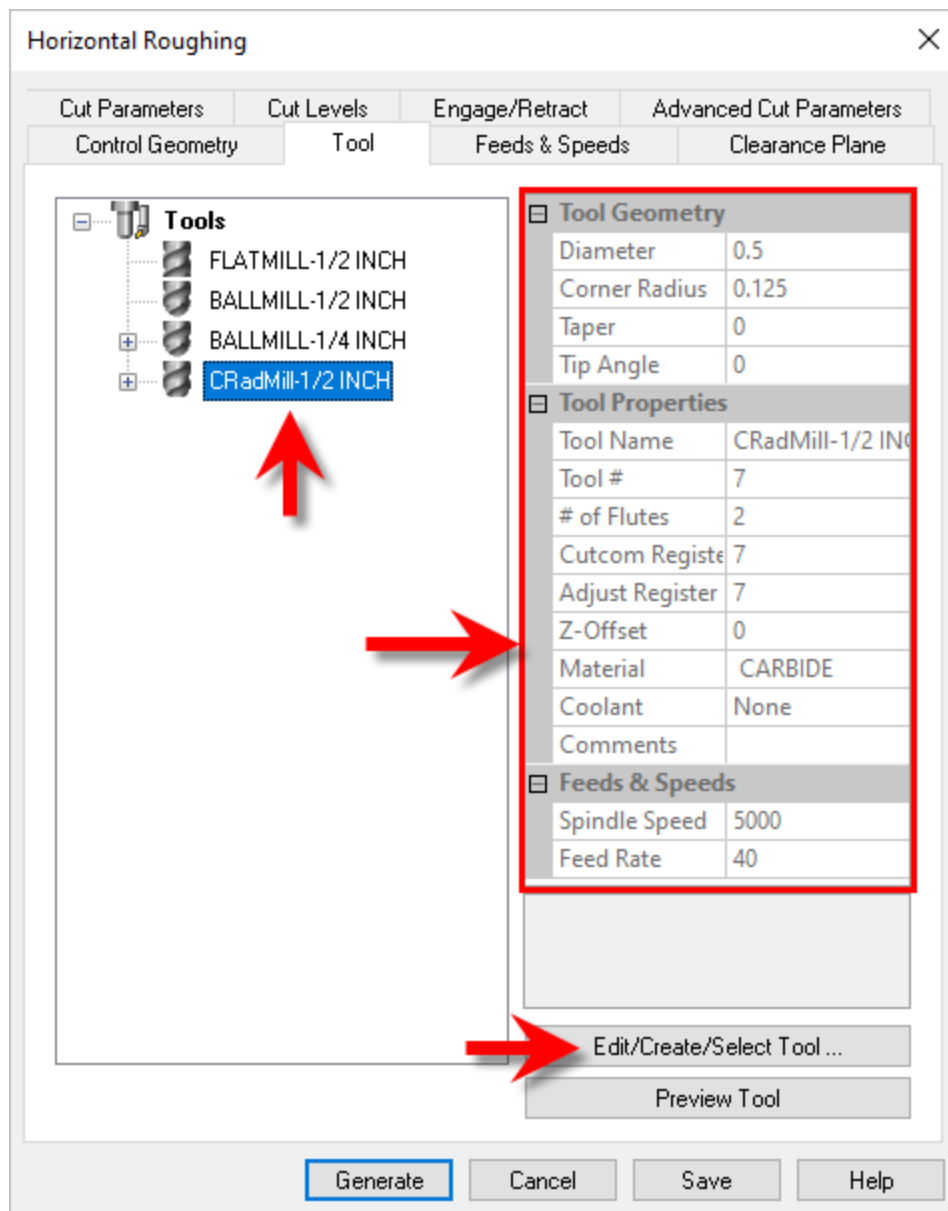 Horizontal Roughing
Cut Parameters Cut Levels Engage/Retract Advanced Cut Parameters
Control Geometry Tool Feeds & Speeds Clearance Plane
Tools
FLATMILL-1/2 INCH
BALLMILL-1/2 INCH
BALLMILL-1/4 INCH
CRadMill-1/2 INCH
Tool Geometry
Diameter 0.5
Corner Radius 0.125
Taper 0
Tip Angle 0
Tool Properties
Tool Name CRadMill-1/2 INC
Tool # 7
# of Flutes 2
Cutcom Registe 7
Adjust Register 7
Z-Offset 0
Material CARBIDE
Coolant None
Comments
Feeds & Speeds
Spindle Speed 5000
Feed Rate 40
Edit/Create/Select Tool ...
Preview Tool
Generate Cancel Save Help